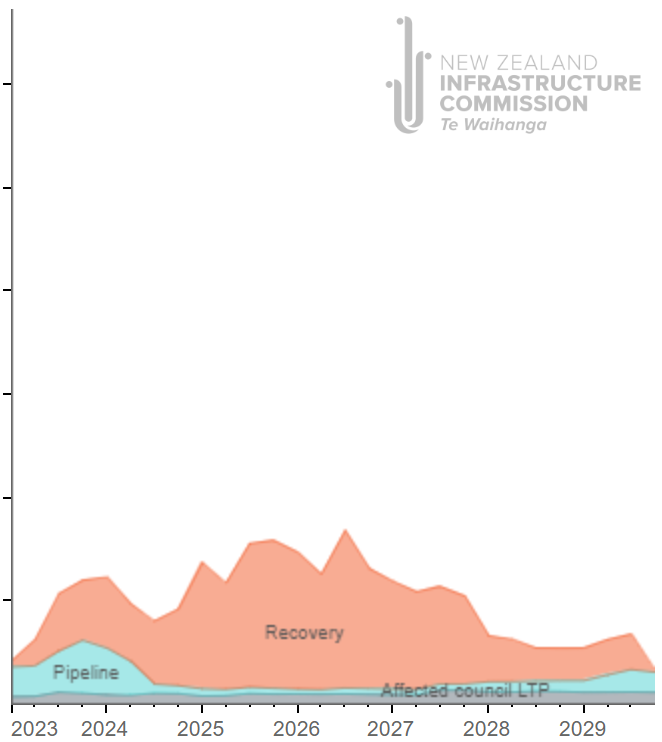 NEW ZEALAND
INFRASTRUCTURE
COMMISSION
Te Waihanga
Recovery
Pipeline
Affected council LTP
2023 2024 2025 2026 2027 2028 2029